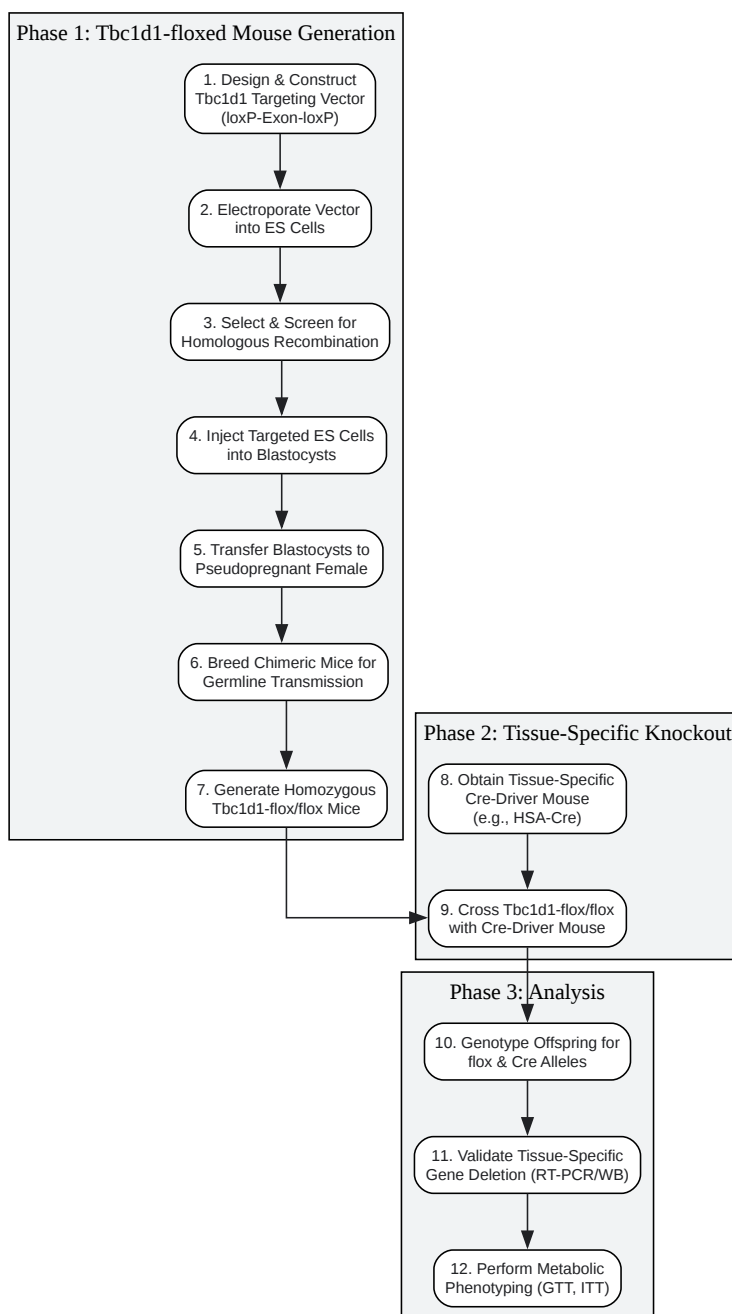 Phase 1: Tbc1d1-floxed Mouse Generation
1. Design & Construct
Tbc1d1 Targeting Vector
(loxP-Exon-loxP)
2. Electroporate Vector
into ES Cells
3. Select & Screen for
Homologous Recombination
4. Inject Targeted ES Cells
into Blastocysts
5. Transfer Blastocysts to
Pseudopregnant Female
6. Breed Chimeric Mice for
Germline Transmission
7. Generate Homozygous
Tbc1d1-flox/flox Mice
Phase 2: Tissue-Specific Knockout
8. Obtain Tissue-Specific
Cre-Driver Mouse
(e.g., HSA-Cre)
9. Cross Tbc1d1-flox/flox
with Cre-Driver Mouse
Phase 3: Analysis
10. Genotype Offspring for
flox & Cre Alleles
11. Validate Tissue-Specific
Gene Deletion (RT-PCR/WB)
12. Perform Metabolic
Phenotyping (GTT, ITT)